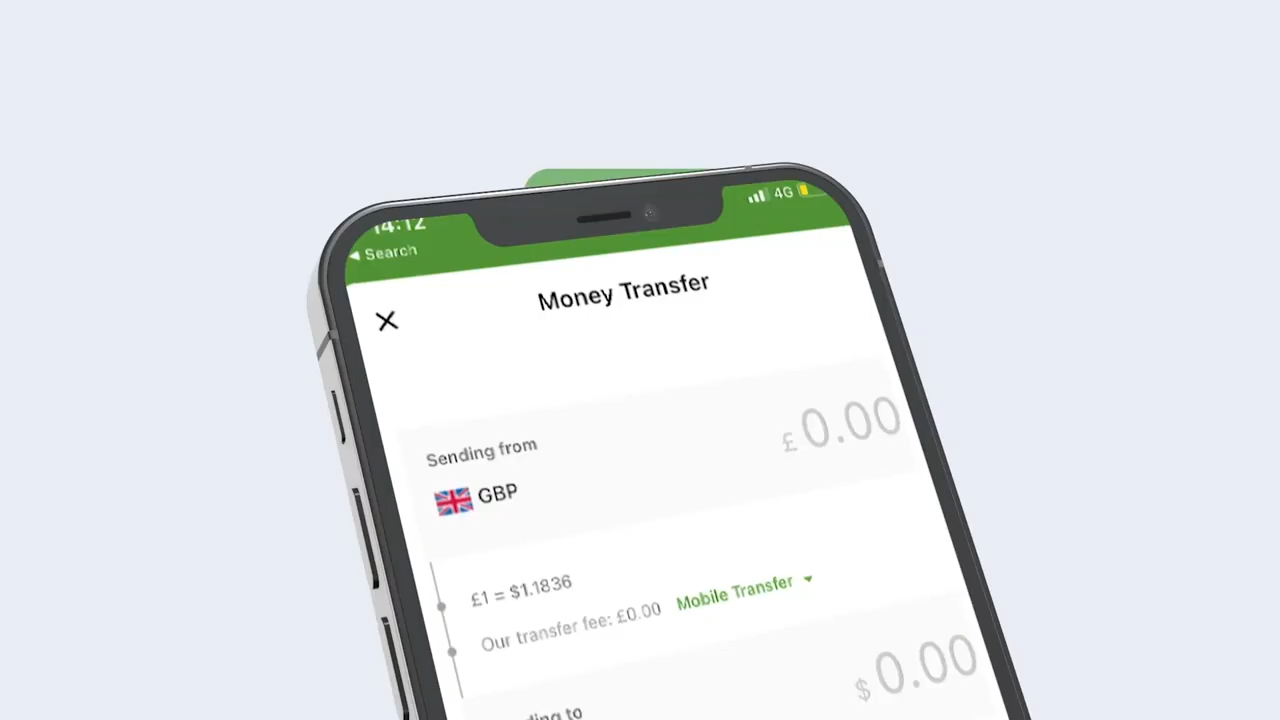 14:12
4G
◀ Search
Money Transfer
Sending from
£ 0.00
GBP
£1 = $1.1836
Our transfer fee: £0.00 Mobile Transfer
$ 0.00
to